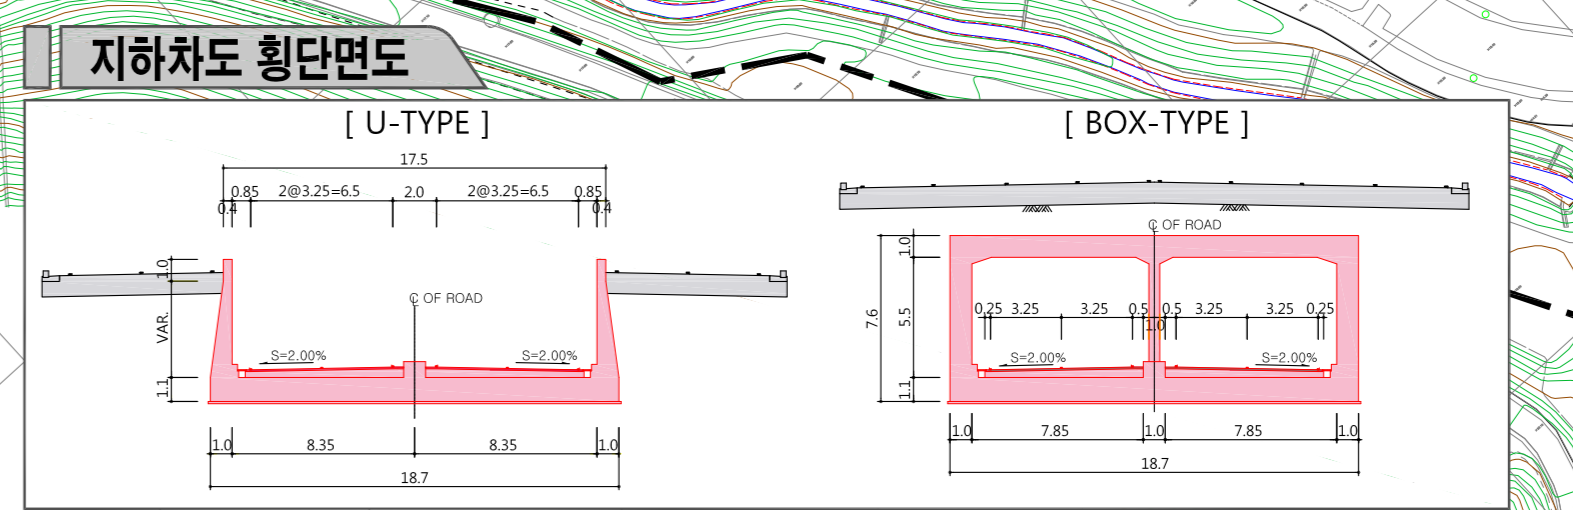 지하차도 횡단면도
[ U-TYPE ]
17.5
0.85 2@3.25=6.5 2.0 2@3.25=6.5 0.85
0.4 0.4
1.0
VAR.
1.1
℄ OF ROAD
S=2.00% S=2.00%
1.0 8.35 8.35 1.0
18.7
[ BOX-TYPE ]
℄ OF ROAD
7.6
1.0
5.5
1.1
0.25 3.25 3.25 0.5 0.5 3.25 3.25 0.25
1.0
S=2.00% S=2.00%
1.0 7.85 1.0 7.85 1.0
18.7